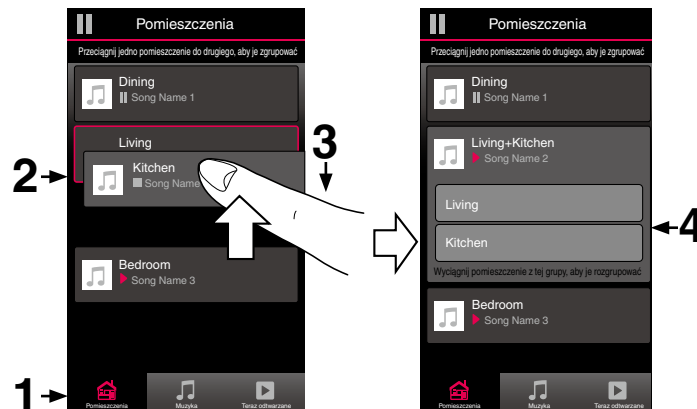 Pomieszczenia
Przeciągnij jedno pomieszczenie do drugiego, aby je zgrupować
Dining
Song Name 1
Living
Kitchen
Song Name
Bedroom
Song Name 3
Pomieszczenia
Muzyka
Teraz odtwarzane
1
2
3
Pomieszczenia
Przeciągnij jedno pomieszczenie do drugiego, aby je zgrupować
Dining
Song Name 1
Living+Kitchen
Song Name 2
Living
Kitchen
Wyciągnij pomieszczenie z tej grupy, aby je rozgrupować
Bedroom
Song Name 3
Pomieszczenia
Muzyka
Teraz odtwarzane
4